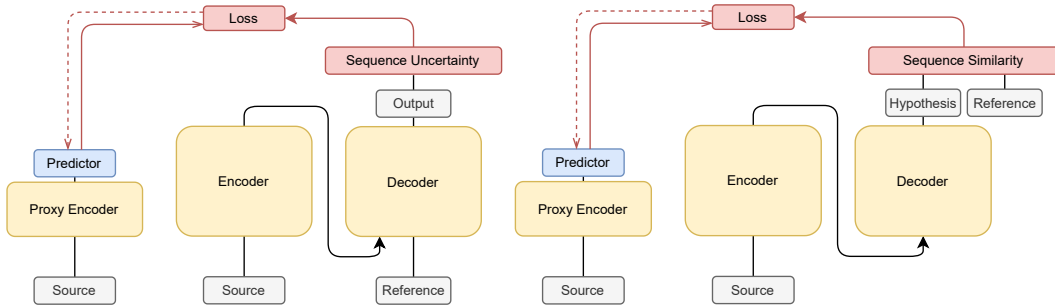 Loss
Sequence Uncertainty
Output
Predictor
Proxy Encoder
Encoder
Decoder
Source
Source
Reference
Loss
Sequence Similarity
Hypothesis
Reference
Predictor
Proxy Encoder
Encoder
Decoder
Source
Source